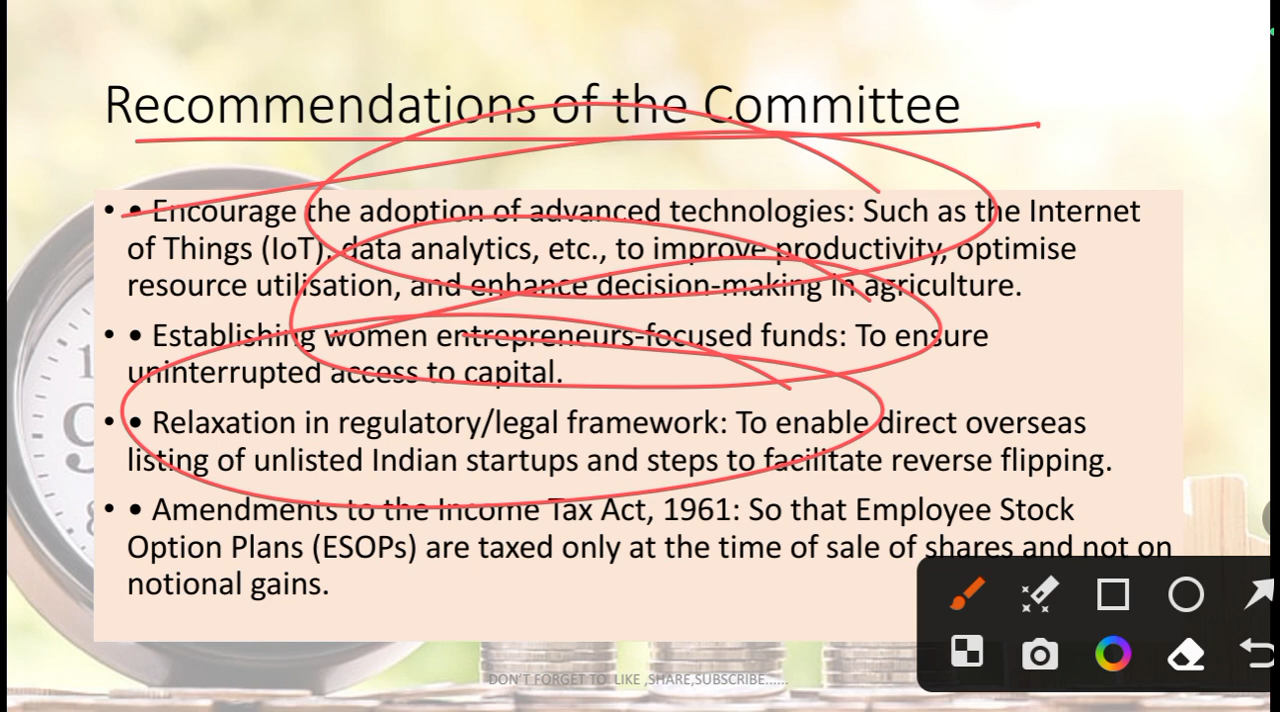 Recommendations of the Committee
• • Encourage the adoption of advanced technologies: Such as the Internet
of Things (IoT), data analytics, etc., to improve productivity, optimise
resource utilisation, and enhance decision-making in agriculture.
• • Establishing women entrepreneurs-focused funds: To ensure
uninterrupted access to capital.
• • Relaxation in regulatory/legal framework: To enable direct overseas
listing of unlisted Indian startups and steps to facilitate reverse flipping.
• • Amendments to the Income Tax Act, 1961: So that Employee Stock
Option Plans (ESOPs) are taxed only at the time of sale of shares and not on
notional gains.
DON'T FORGET TO LIKE ,SHARE,SUBSCRIBE......